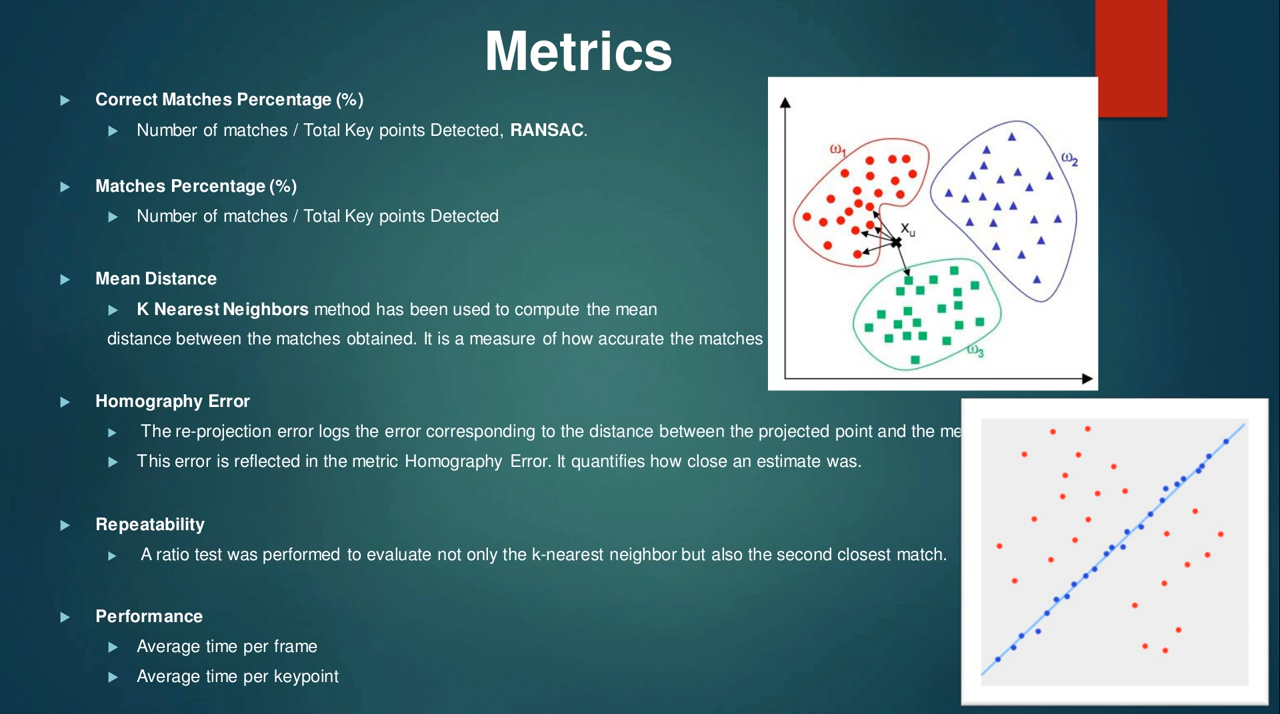 Metrics
Correct Matches Percentage (%)
Number of matches / Total Key points Detected, RANSAC.
Matches Percentage (%)
Number of matches / Total Key points Detected
Mean Distance
K Nearest Neighbors method has been used to compute the mean
distance between the matches obtained. It is a measure of how accurate the matches
Homography Error
The re-projection error logs the error corresponding to the distance between the projected point and the me
This error is reflected in the metric Homography Error. It quantifies how close an estimate was.
Repeatability
A ratio test was performed to evaluate not only the k-nearest neighbor but also the second closest match.
Performance
Average time per frame
Average time per keypoint
ω1
ω2
Xu
ω3